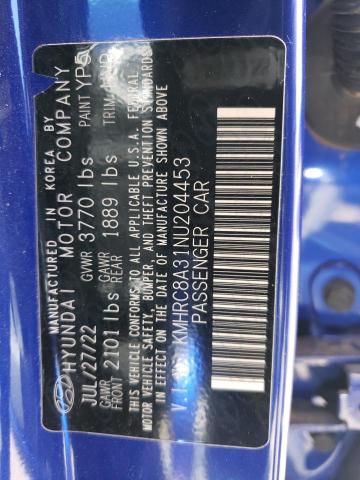 MANUFACTURED IN KOREA BY
HYUNDAI MOTOR COMPANY
JUL/27/22 GVWR 3770 lbs PAINT YP5
GAWR FRONT 2101 lbs GAWR REAR 1889 lbs TRIM
THIS VEHICLE CONFORMS TO ALL APPLICABLE U.S.A. FEDERAL
MOTOR VEHICLE SAFETY, BUMPER, AND THEFT PREVENTION STANDARDS
IN EFFECT ON THE DATE OF MANUFACTURE SHOWN ABOVE.
KMHRC8A31NU204453
PASSENGER CAR